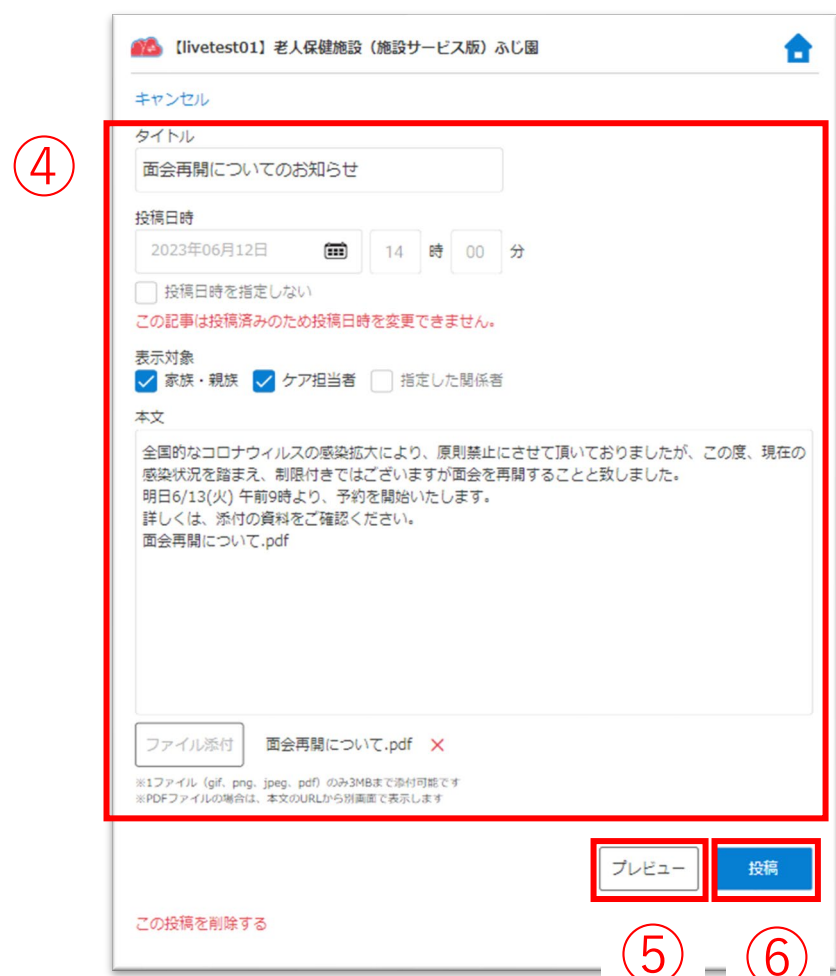 【livetest01】老人保健施設（施設サービス版）ふじ園
キャンセル
④
タイトル
面会再開についてのお知らせ
投稿日時
2023年06月12日 14 時 00 分
投稿日時を指定しない
この記事は投稿済みのため投稿日時を変更できません。
表示対象
家族・親族 ケア担当者 指定した関係者
本文
全国的なコロナウィルスの感染拡大により、原則禁止にさせて頂いておりましたが、この度、現在の
感染状況を踏まえ、制限付きではございますが面会を再開することと致しました。
明日6/13(火) 午前9時より、予約を開始いたします。
詳しくは、添付の資料をご確認ください。
面会再開について.pdf
ファイル添付 面会再開について.pdf ×
※1ファイル（gif、png、jpeg、pdf）のみ3MBまで添付可能です
※PDFファイルの場合は、本文のURLから別画面で表示します
プレビュー 投稿
この投稿を削除する
⑤ ⑥